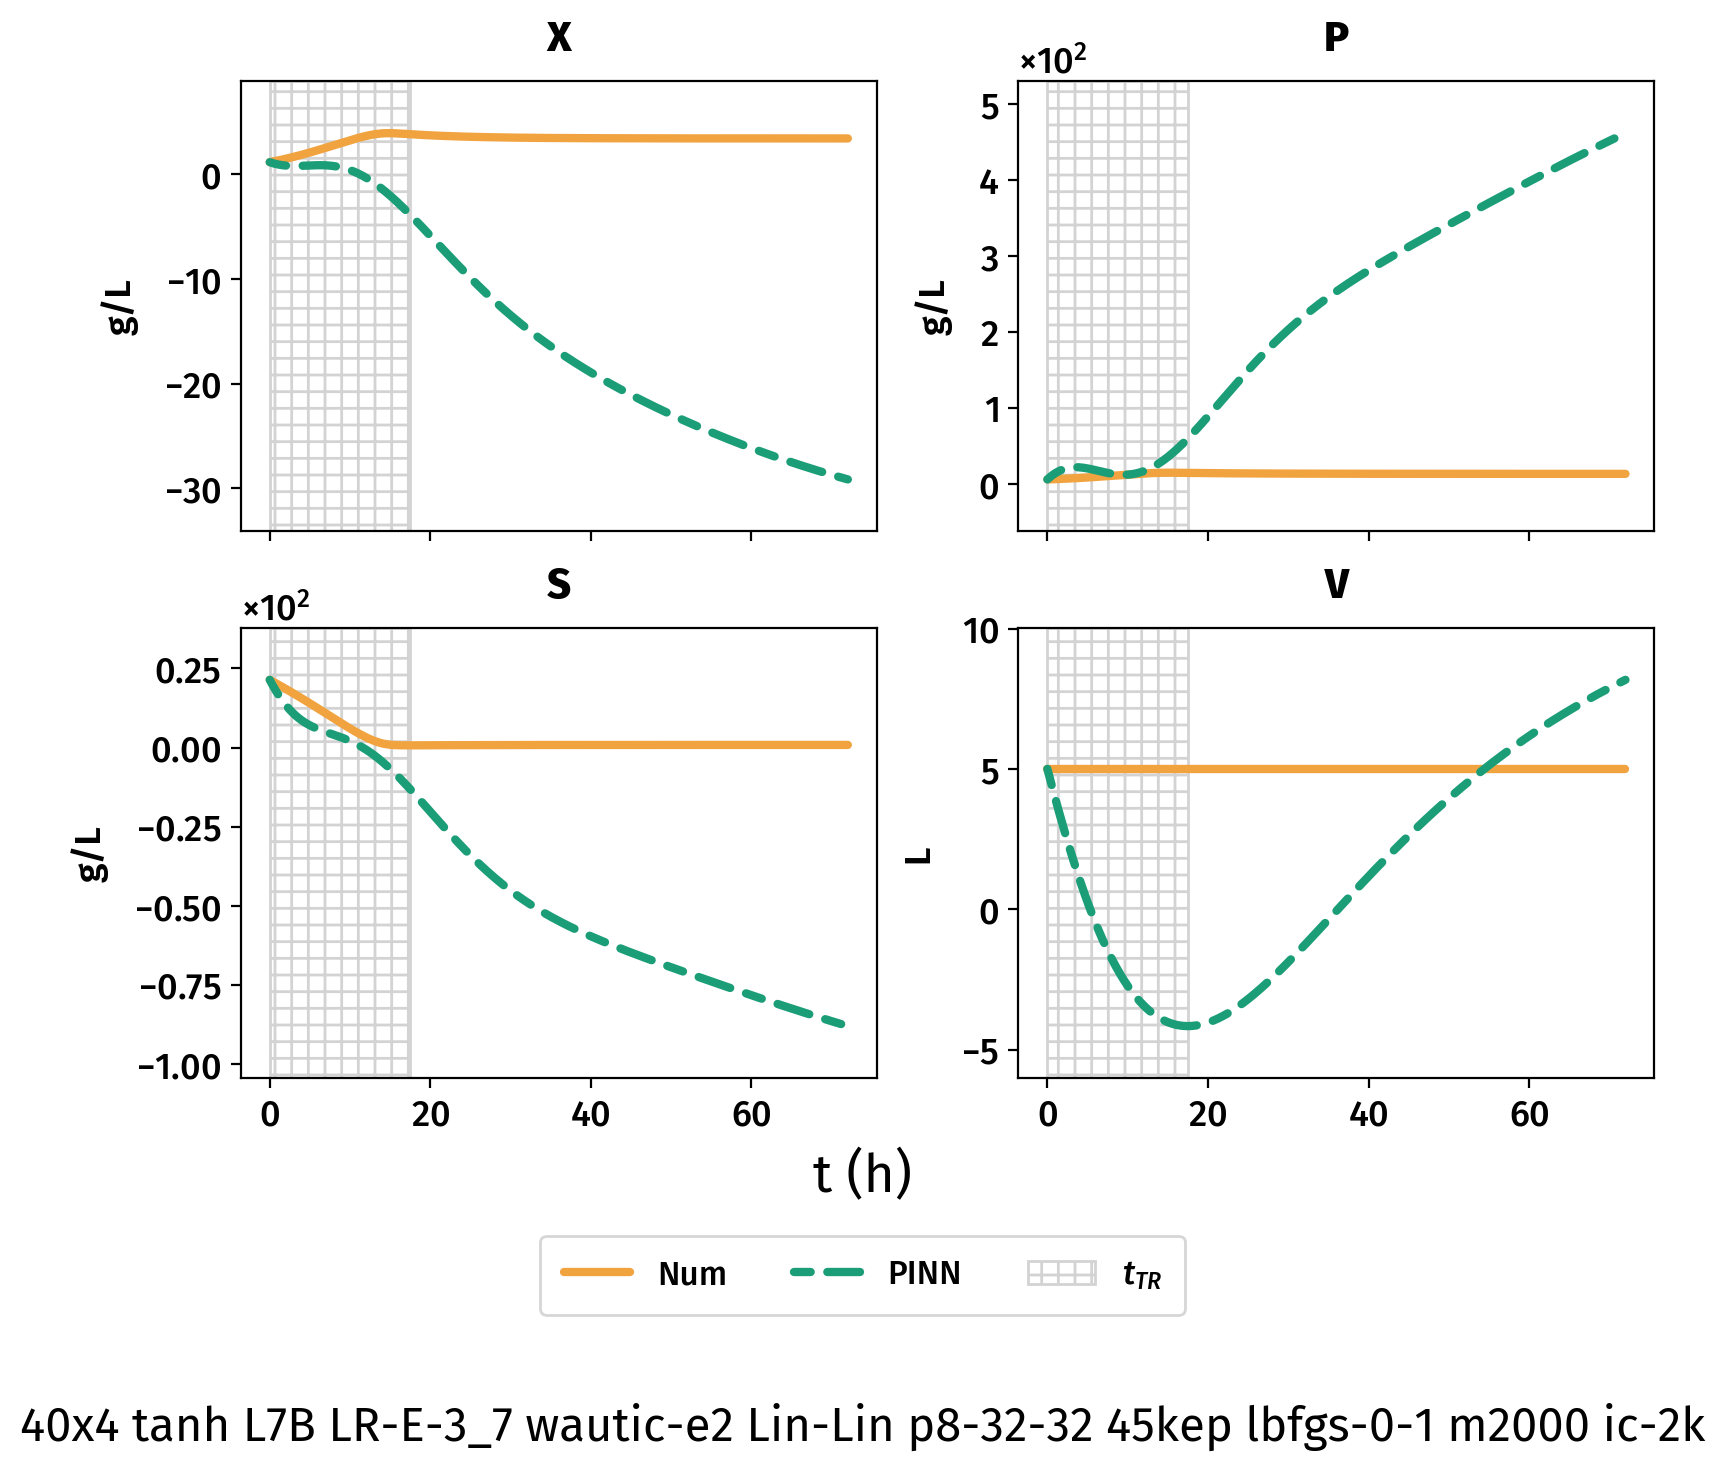 X
×10²
g/L
0
−10
−20
−30
P
×10²
g/L
5
4
3
2
1
0
S
×10²
g/L
0.25
0.00
−0.25
−0.50
−0.75
−1.00
0 20 40 60
V
L
10
5
0
−5
0 20 40 60
t (h)
Num PINN t_TR
40x4 tanh L7B LR-E-3_7 wautic-e2 Lin-Lin p8-32-32 45kep lbfgs-0-1 m2000 ic-2k